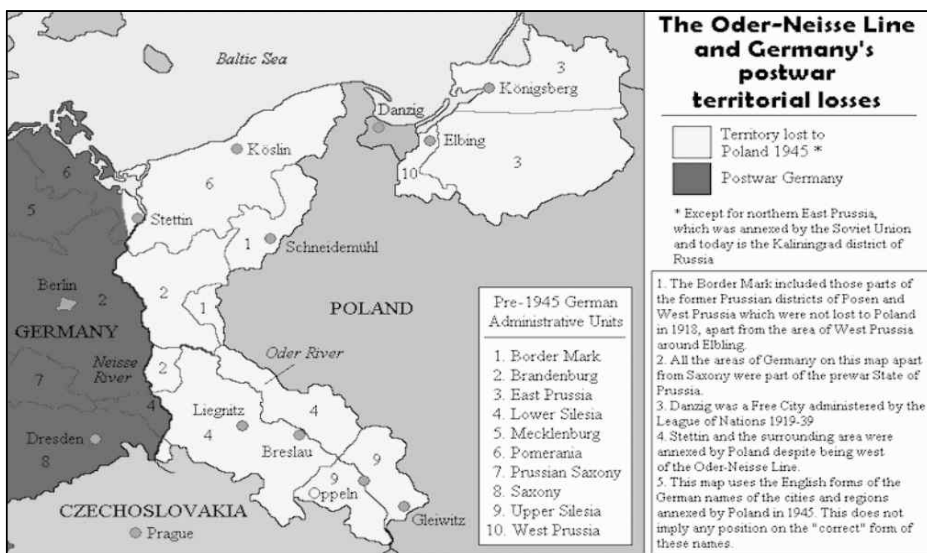 The Oder-Neisse Line
and Germany's
postwar
territorial losses
Territory lost to
Poland 1945 *
Postwar Germany
* Except for northern East Prussia,
which was annexed by the Soviet Union
and today is the Kaliningrad district of
Russia
1. The Border Mark included those parts of
the former Prussian districts of Posen and
West Prussia which were not lost to Poland
in 1918, apart from the area of West Prussia
around Elbling.
2. All the areas of Germany on this map apart
from Saxony were part of the prewar State of
Prussia.
3. Danzig was a Free City administered by the
League of Nations 1919-39
4. Stettin and the surrounding area were
annexed by Poland despite being west
of the Oder-Neisse Line.
5. This map uses the English forms of the
German names of the cities and regions
annexed by Poland in 1945. This does not
imply any position on the "correct" form of
these names.
Pre-1945 German
Administrative Units
1. Border Mark
2. Brandenburg
3. East Prussia
4. Lower Silesia
5. Mecklenburg
6. Pomerania
7. Prussian Saxony
8. Saxony
9. Upper Silesia
10. West Prussia
Baltic Sea
3
Königsberg
Danzig
Elbing
Köslin
10
3
6
6
5
Stettin
1
Schneidemühl
Berlin
2
2
1
POLAND
GERMANY
Neisse
River
Oder River
2
7
4
Liegnitz
4
4
Dresden
Breslau
8
9
9
Oppeln
Gleiwitz
CZECHOSLOVAKIA
Prague